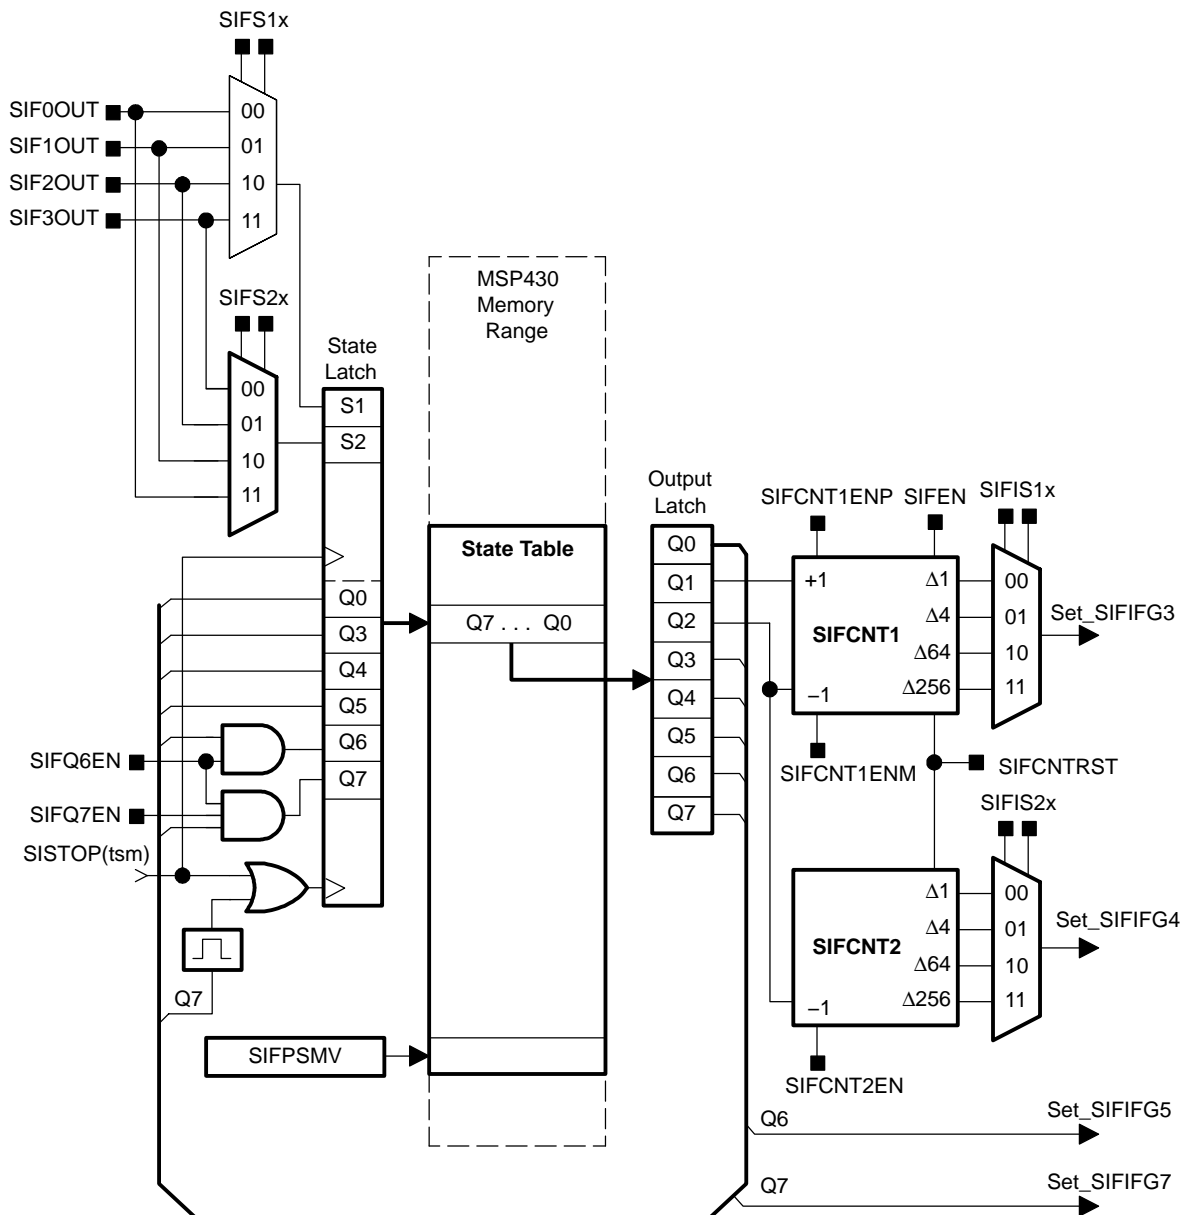 SIFS1x
SIF0OUT
SIF1OUT
SIF2OUT
SIF3OUT
00
01
10
11
SIFS2x
00
01
10
11
State
Latch
S1
S2
Q0
Q3
Q4
Q5
Q6
Q7
SIFQ6EN
SIFQ7EN
SISTOP(tsm)
Q7
SIFPSMV
MSP430
Memory
Range
State Table
Q7 . . . Q0
Output
Latch
Q0
Q1
Q2
Q3
Q4
Q5
Q6
Q7
SIFCNT1ENP
SIFEN
SIFIS1x
+1
Δ1
Δ4
SIFCNT1
Δ64
Δ256
−1
00
01
10
11
Set_SIFIFG3
SIFCNT1ENM
SIFCNTRST
SIFIS2x
Δ1
Δ4
SIFCNT2
Δ64
Δ256
−1
00
01
10
11
Set_SIFIFG4
SIFCNT2EN
Q6
Set_SIFIFG5
Q7
Set_SIFIFG7